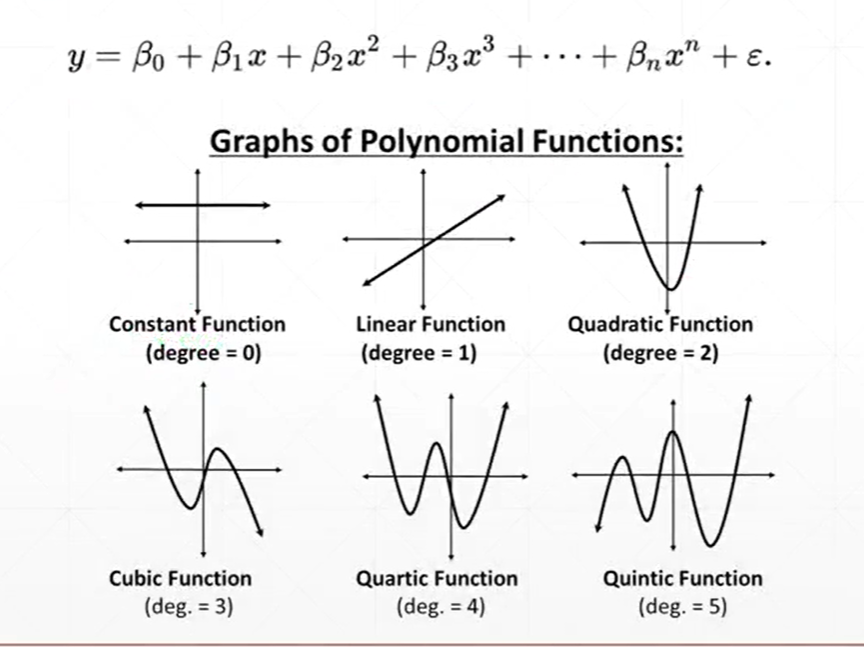 y = β₀ + β₁x + β₂x² + β₃x³ + ··· + βₙxⁿ + ε.
Graphs of Polynomial Functions:
Constant Function
(degree = 0)
Linear Function
(degree = 1)
Quadratic Function
(degree = 2)
Cubic Function
(deg. = 3)
Quartic Function
(deg. = 4)
Quintic Function
(deg. = 5)